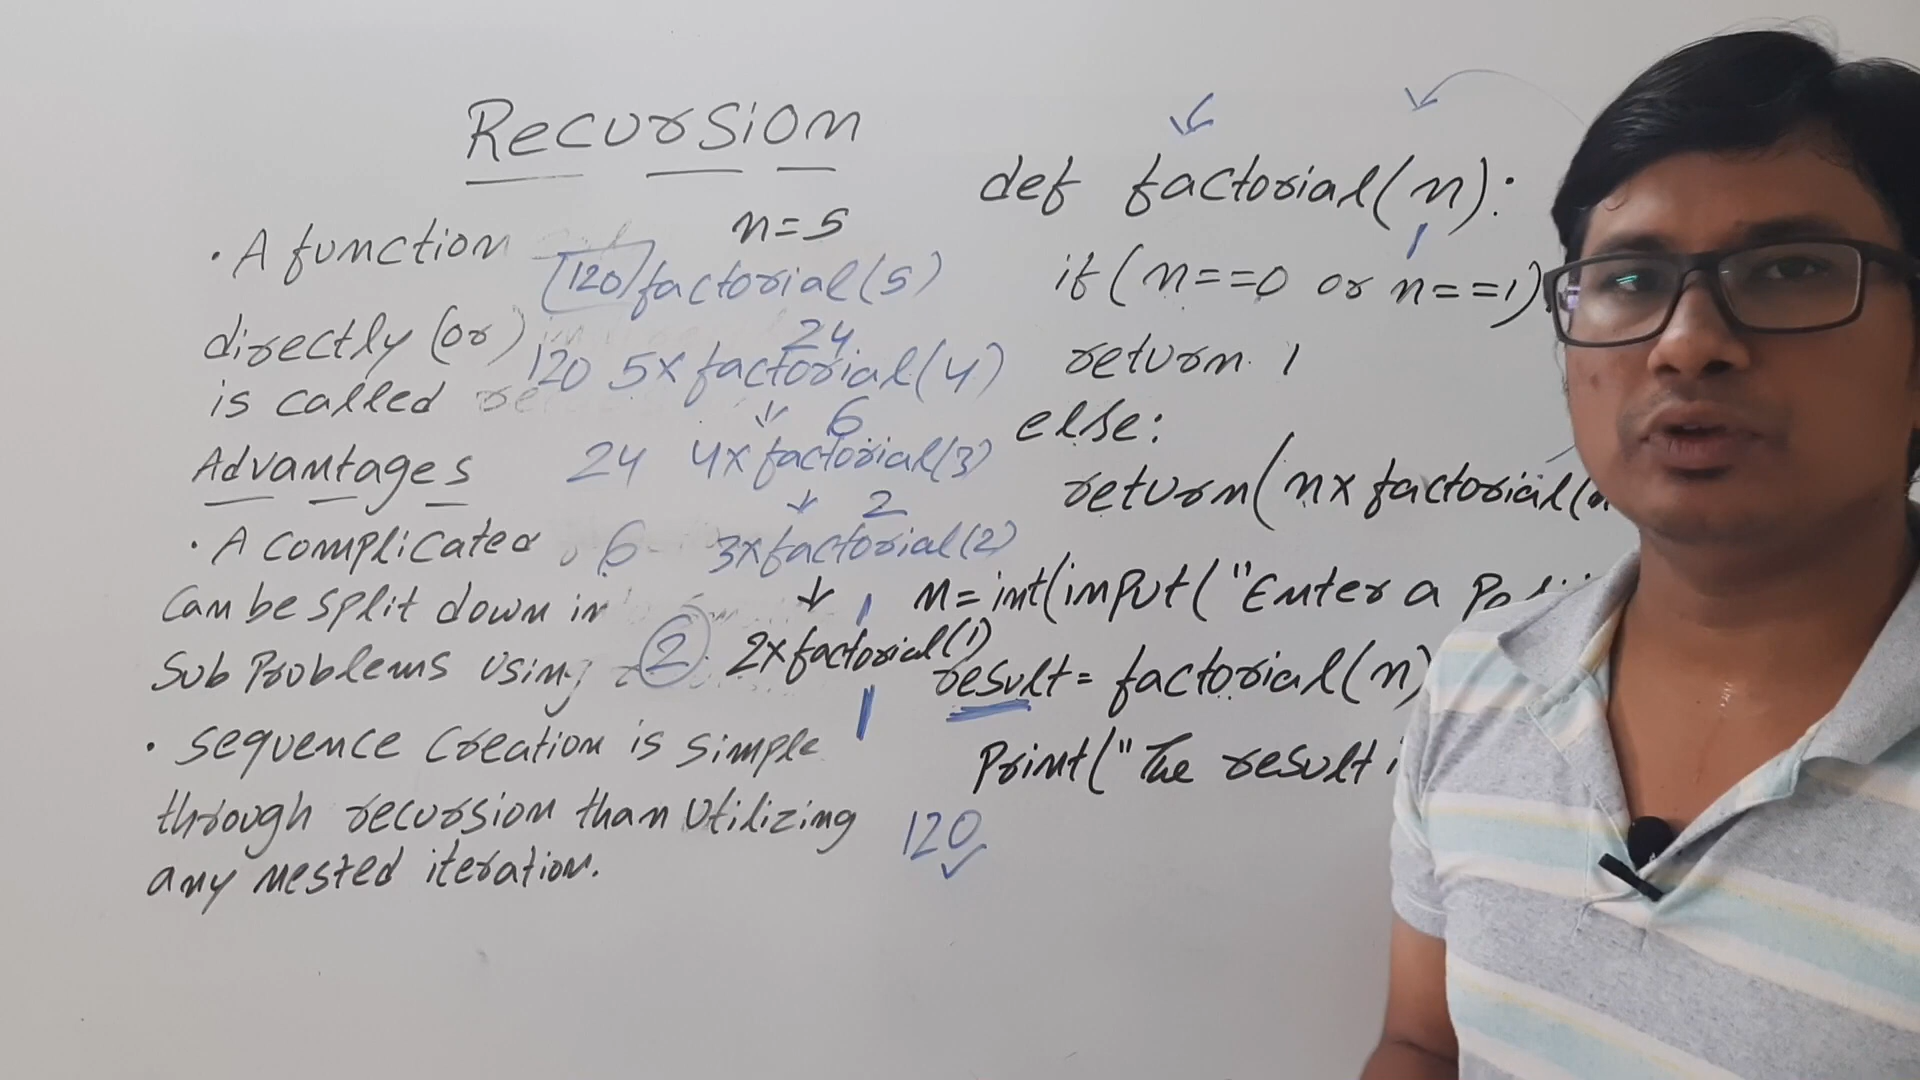 Recursion
• A function
directly (or)
is called
Advantages
• A complicated
Can be split down in
Sub Problems using
• sequence creation is simple
through recursion than Utilizing
any nested iteration.
n=5
120 factorial(5)
24
120 5x factorial(4)
6
24 4x factorial(3)
2
6 3x factorial(2)
1
2 2x factorial(1)
1
def factorial(n):
if (n==0 or n==1)
return 1
else:
return(nx factorial(
n=int(input("Enter a
result = factorial(n)
Print("The result i
120